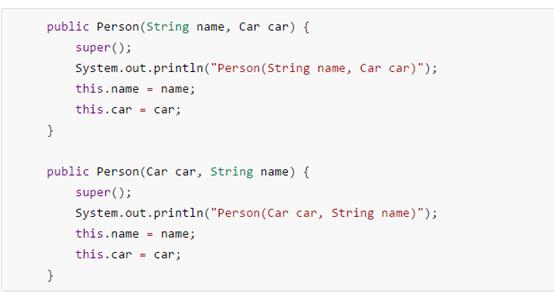 public Person(String name, Car car) {
    super();
    System.out.println("Person(String name, Car car)");
    this.name = name;
    this.car = car;
}

public Person(Car car, String name) {
    super();
    System.out.println("Person(Car car, String name)");
    this.name = name;
    this.car = car;
}